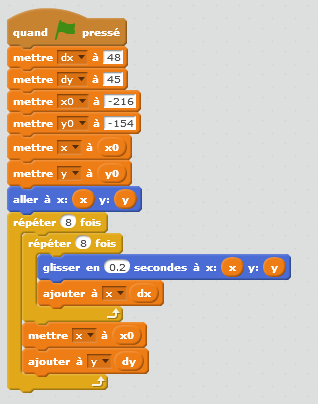 quand pressé
mettre dx à 48
mettre dy à 45
mettre x0 à -216
mettre y0 à -154
mettre x à x0
mettre y à y0
aller à x: x y: y
répéter 8 fois
répéter 8 fois
glisser en 0.2 secondes à x: x y: y
ajouter à x dx
mettre x à x0
ajouter à y dy